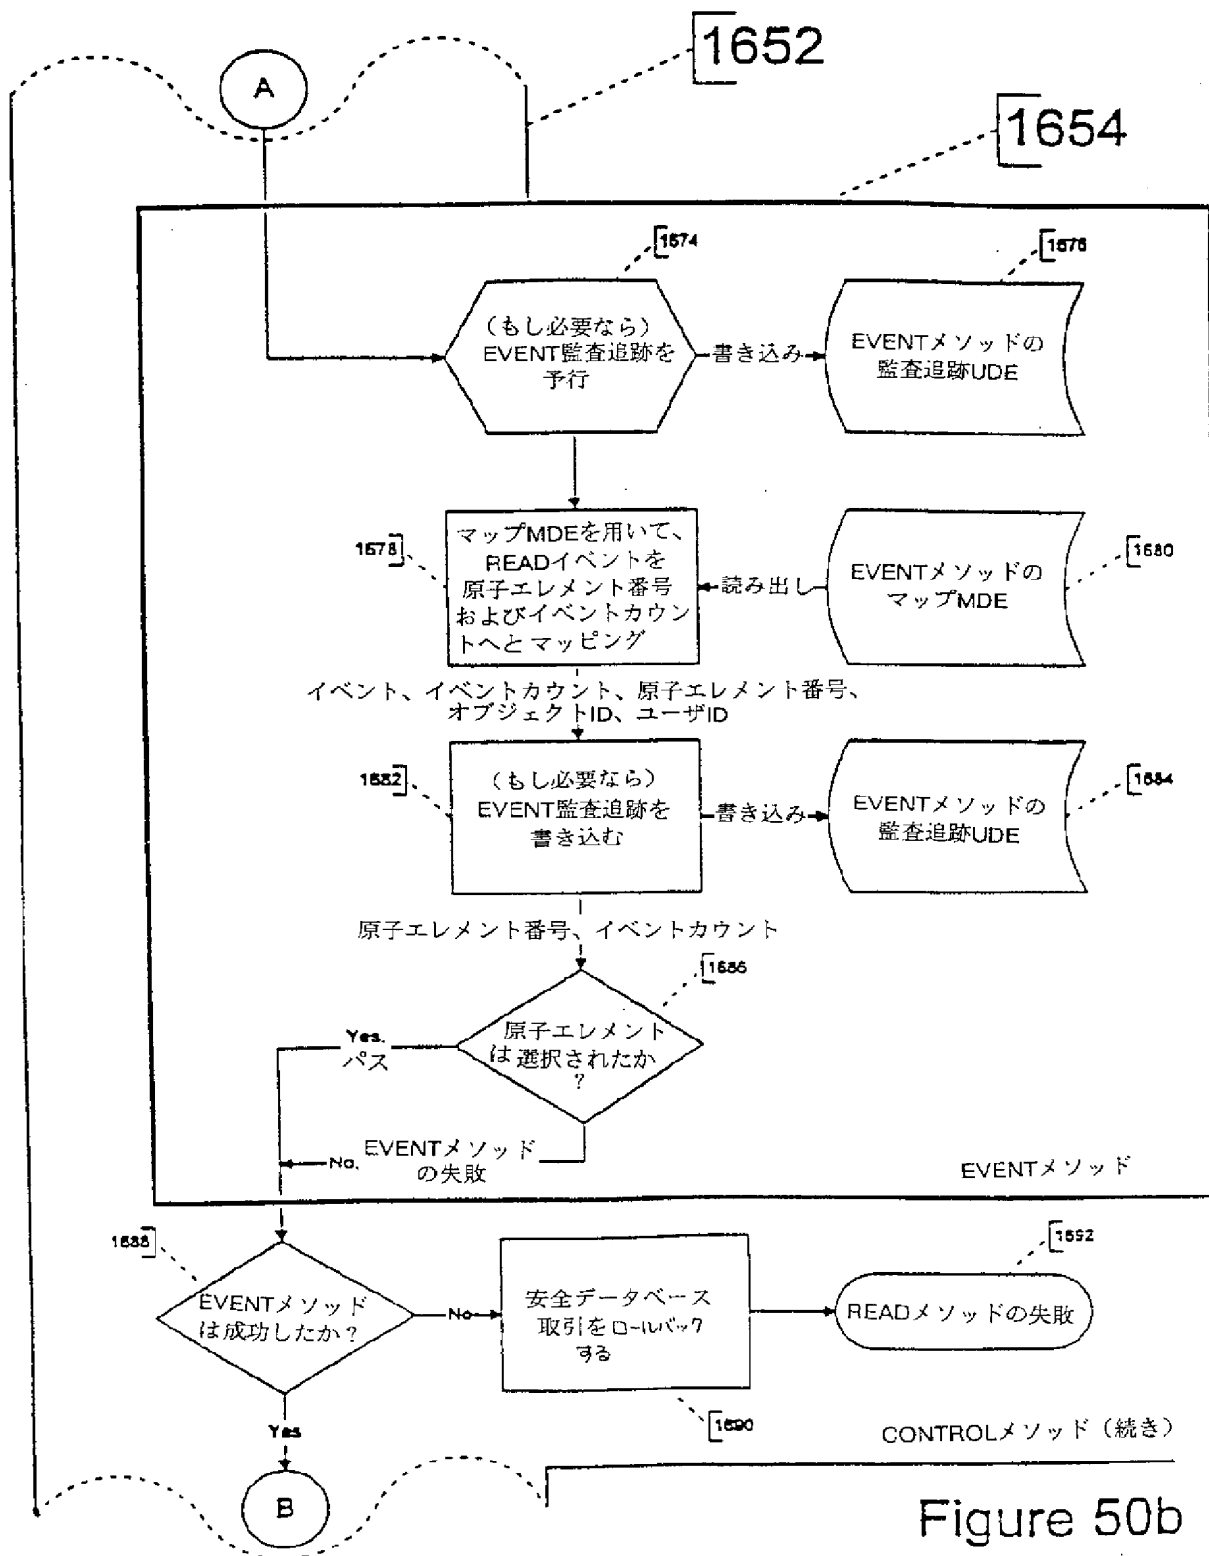 1652
A
1654
1674
1676
(もし必要なら)
EVENT監査追跡を
予行
書き込み
EVENTメソッドの
監査追跡UDE
1678
マップMDEを用いて、
READイベントを
原子エレメント番号
およびイベントカウン
トへとマッピング
読み出し
EVENTメソッドの
マップMDE
1680
イベント、イベントカウント、原子エレメント番号、
オブジェクトID、ユーザID
1682
(もし必要なら)
EVENT監査追跡を
書き込む
書き込み
EVENTメソッドの
監査追跡UDE
1684
原子エレメント番号、イベントカウント
1686
原子エレメント
は選択されたか
?
Yes.
パス
No.
EVENTメソッド
の失敗
EVENTメソッド
1688
EVENTメソッド
は成功したか?
No
安全データベース
取引をロールバック
する
1690
READメソッドの失敗
1692
Yes
CONTROLメソッド(続き)
B
Figure 50b